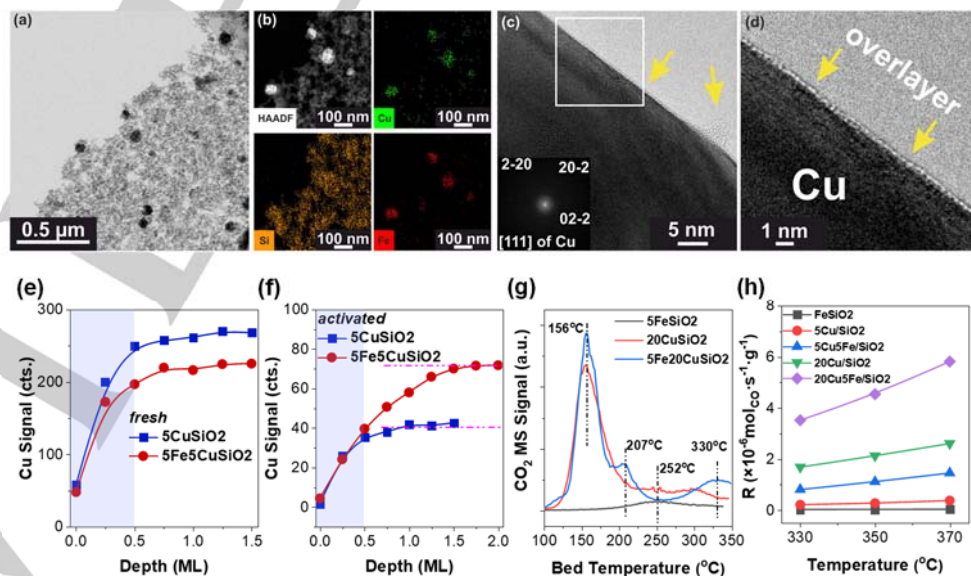 (a)
0.5 µm
(b)
HAADF
100 nm
Cu
100 nm
Si
100 nm
Fe
100 nm
(c)
2-20
20-2
02-2
[111] of Cu
5 nm
(d)
overlayer
Cu
1 nm
(e)
300
200
100
0
Cu Signal (cts.)
fresh
5CuSiO2
5Fe5CuSiO2
0.0 0.5 1.0 1.5
Depth (ML)
(f)
100
80
60
40
20
0
Cu Signal (cts.)
activated
5CuSiO2
5Fe5CuSiO2
0.0 0.5 1.0 1.5 2.0
Depth (ML)
(g)
CO2 MS Signal (a.u.)
5FeSiO2
20CuSiO2
5Fe20CuSiO2
156°C
207°C
252°C
330°C
100 150 200 250 300 350
Bed Temperature (°C)
(h)
8
6
4
2
0
R (×10-6molCO·s-1·g-1)
FeSiO2
5Cu/SiO2
5Cu5Fe/SiO2
20Cu/SiO2
20Cu5Fe/SiO2
330 350 370
Temperature (°C)